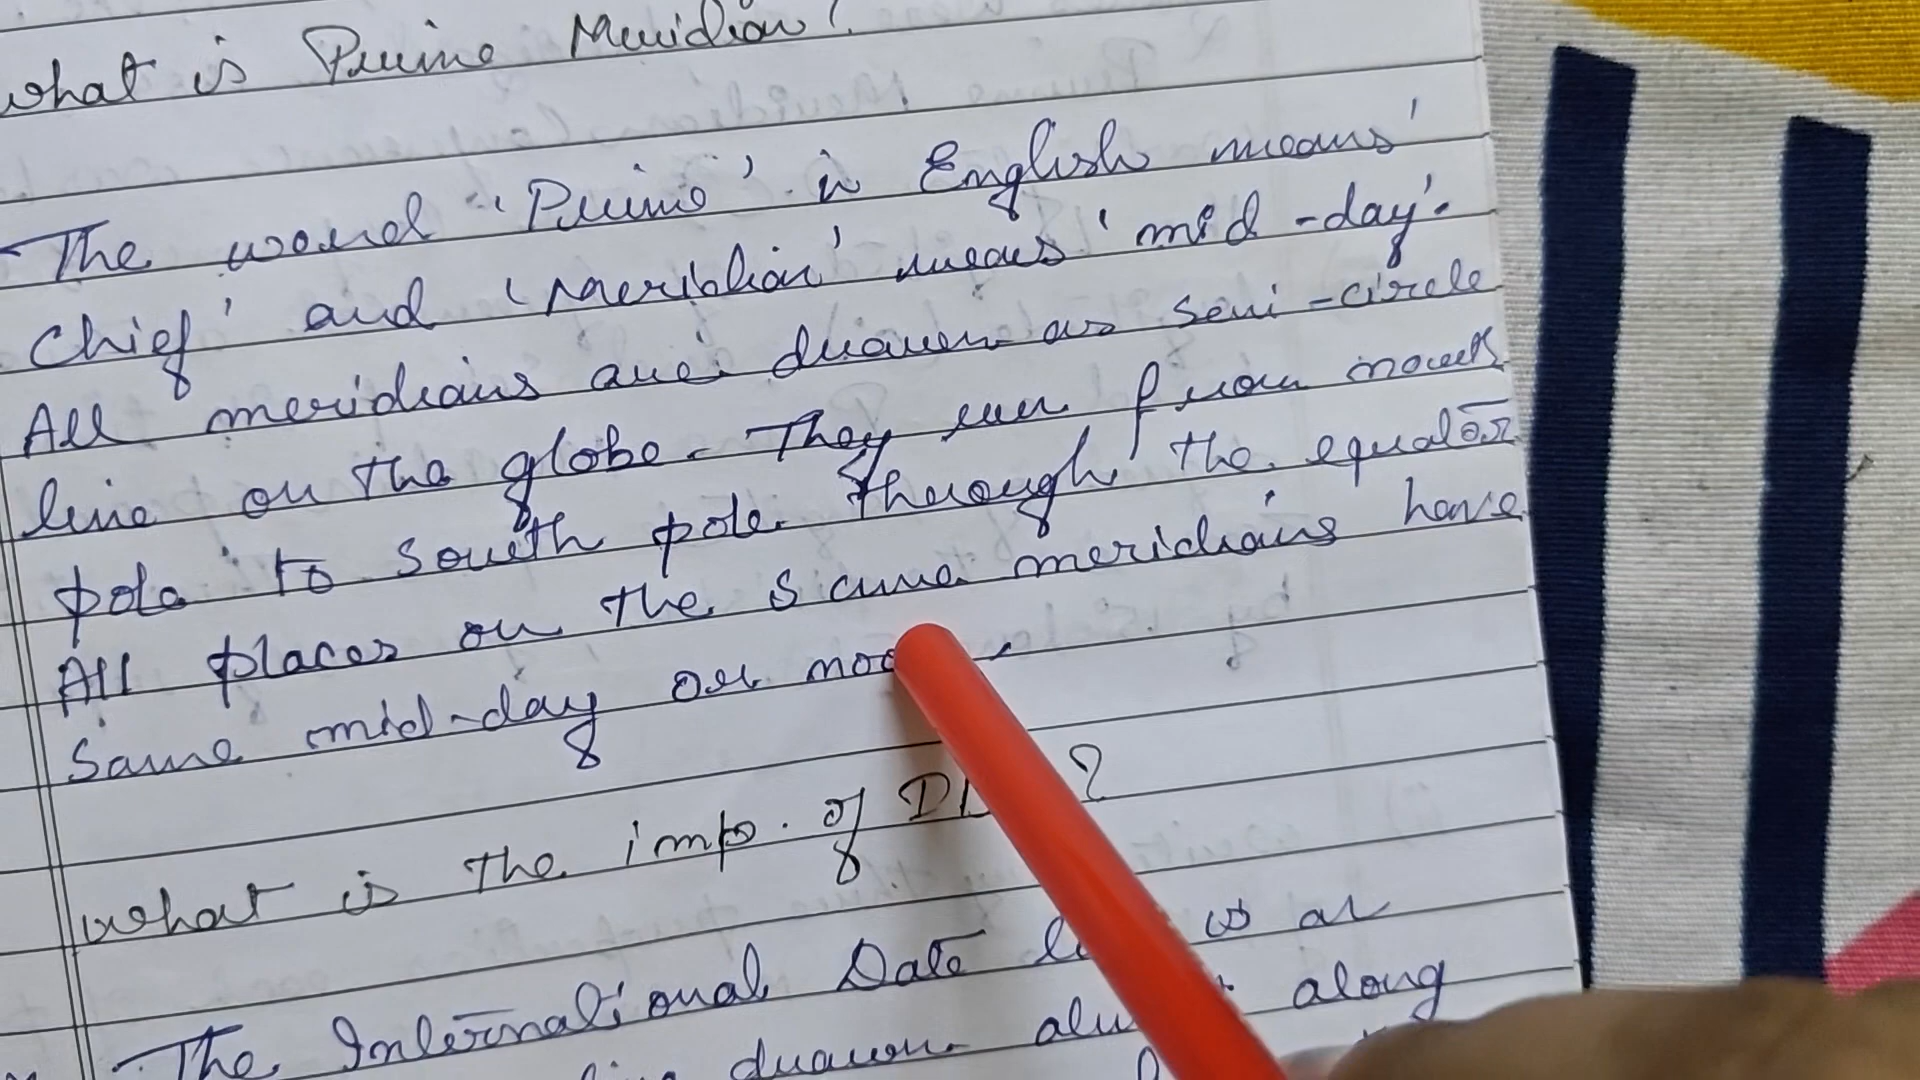 what is Prime Meridian?
The word 'Prime' in English means '
Chief' and 'Meridian' means 'mid-day'.
All meridians are drawn as semi-circle
line on the globe. They run from north
pole to south pole through the equator
All places on the same meridians have
same mid-day or
what is the imp. of ?
The International Date is an
drawn along